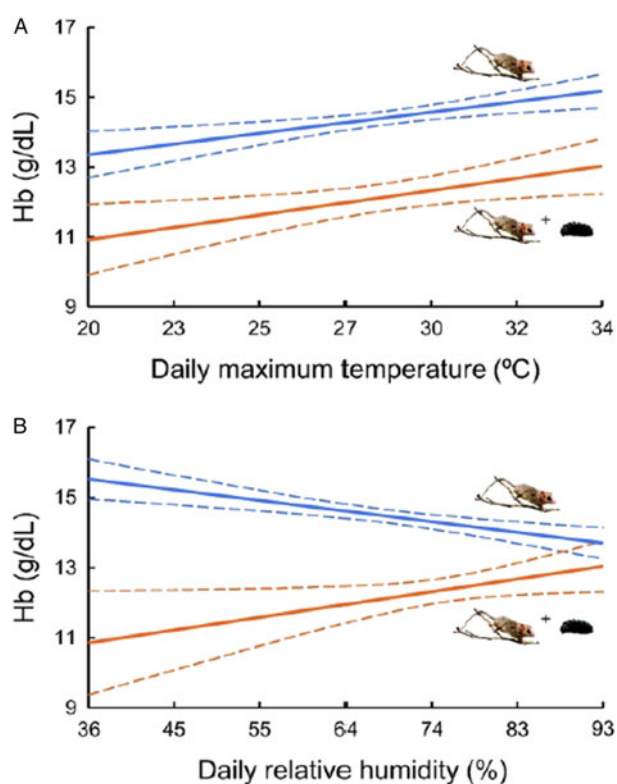 A
17
15
13
11
9
Hb (g/dL)
+
20 23 25 27 30 32 34
Daily maximum temperature (ºC)
B
17
15
13
11
9
Hb (g/dL)
+
36 45 55 64 74 83 93
Daily relative humidity (%)